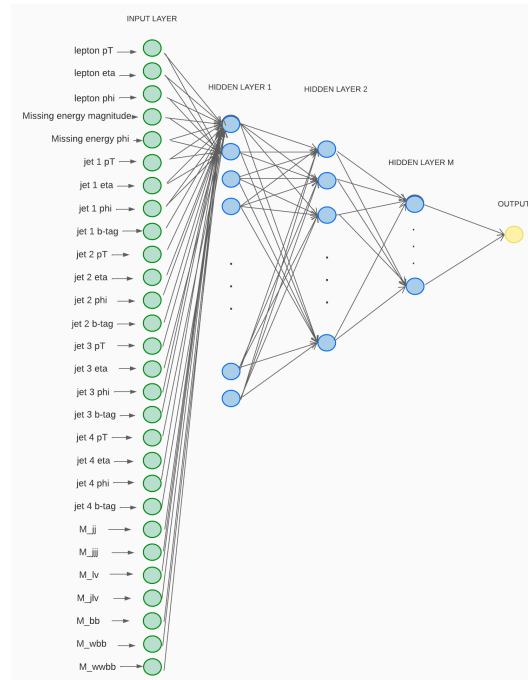 INPUT LAYER
lepton pT
lepton eta
HIDDEN LAYER 1
HIDDEN LAYER 2
lepton phi
Missing energy magnitude
Missing energy phi
jet 1 pT
HIDDEN LAYER M
jet 1 eta
jet 1 phi
OUTPUT
jet 1 b-tag
jet 2 pT
jet 2 eta
jet 2 phi
jet 2 b-tag
jet 3 pT
jet 3 eta
jet 3 phi
jet 3 b-tag
jet 4 pT
jet 4 eta
jet 4 phi
jet 4 b-tag
M_jj
M_jjj
M_lv
M_jlv
M_bb
M_wbb
M_wwbb